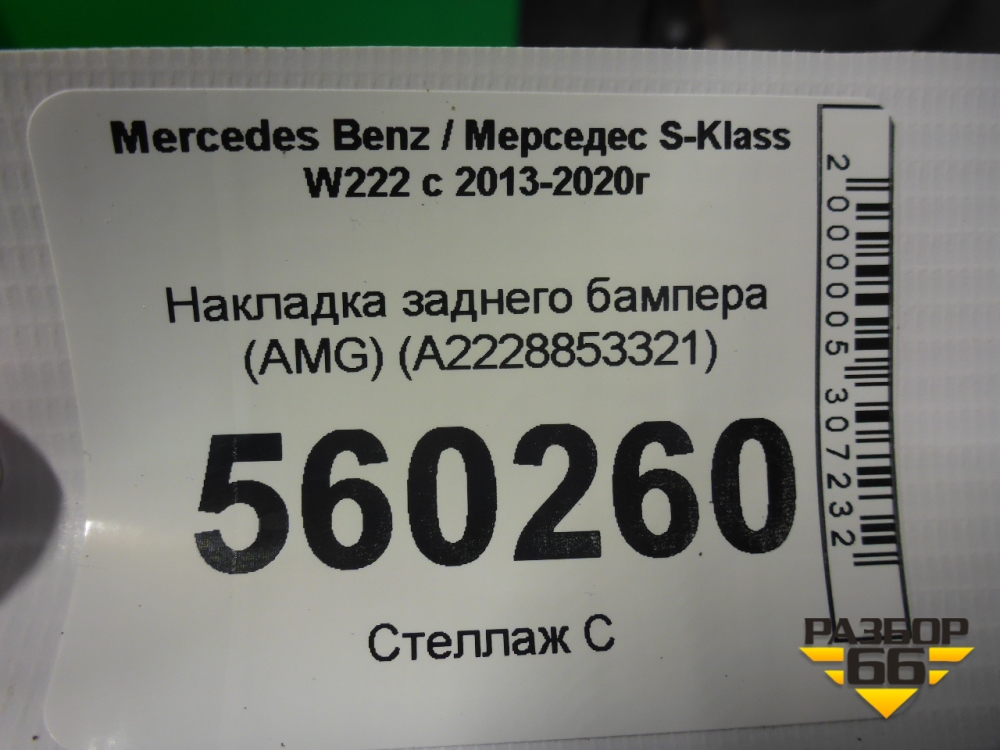 Mercedes Benz / Мерседес S-Klass
W222 с 2013-2020г
Накладка заднего бампера
(AMG) (A2228853321)
560260
Стеллаж С
2000005307232
РАЗБОР
66